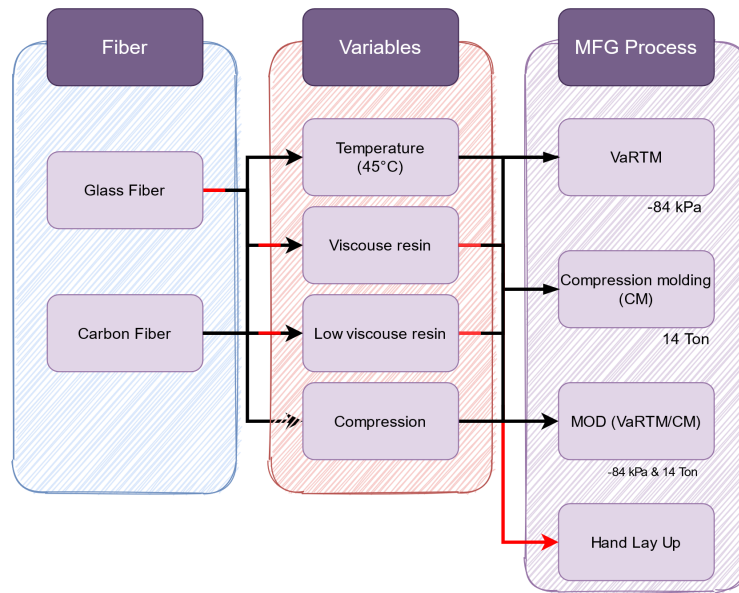 Fiber
Variables
MFG Process
Glass Fiber
Carbon Fiber
Temperature
(45°C)
Viscouse resin
Low viscouse resin
Compression
VaRTM
-84 kPa
Compression molding
(CM)
14 Ton
MOD (VaRTM/CM)
-84 kPa & 14 Ton
Hand Lay Up